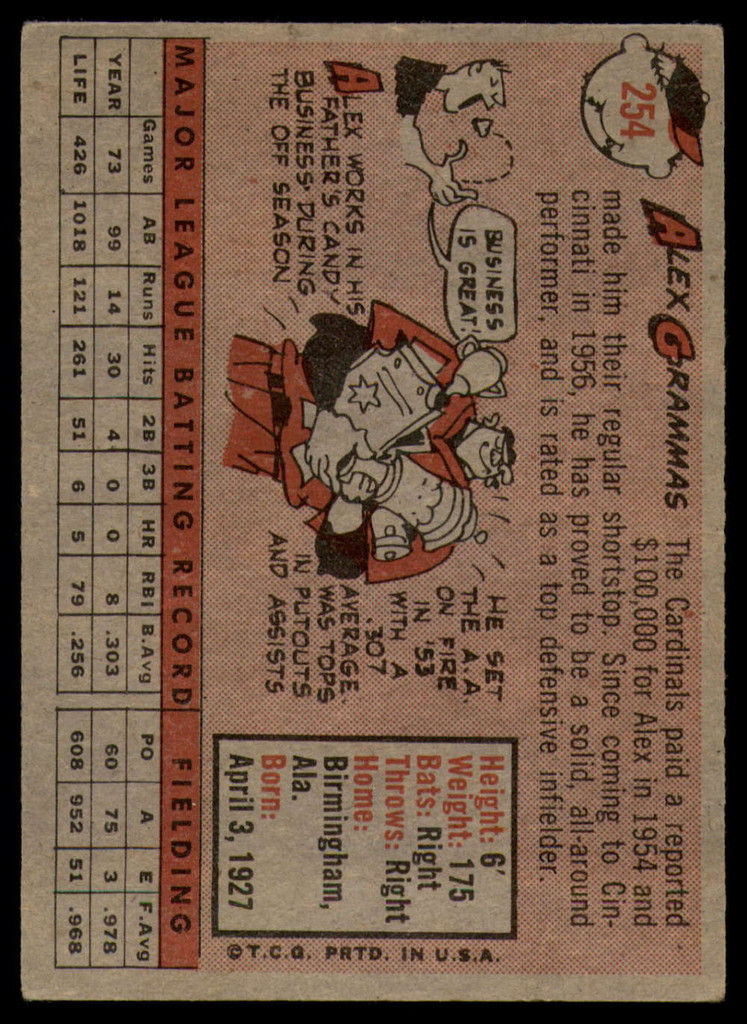 254
ALEX GRAMMAS The Cardinals paid a reported
$100,000 for Alex in 1954 and
made him their regular shortstop. Since coming to Cin-
cinnati in 1956, he has proved to be a solid, all-around
performer, and is rated as a top defensive infielder.
BUSINESS
IS GREAT!
ALEX WORKS IN HIS
FATHER'S CANDY
BUSINESS DURING
THE OFF SEASON
HE SET
THE A.A.
ON FIRE
IN '53
WITH A
.307
AVERAGE.
WAS TOPS
IN PUTOUTS
AND ASSISTS
Height: 6'
Weight: 175
Bats: Right
Throws: Right
Home:
Birmingham,
Ala.
Born:
April 3, 1927
©T.C.G. PRTD. IN U.S.A.
MAJOR LEAGUE BATTING RECORD FIELDING
Games AB Runs Hits 2B 3B HR RBI B.Avg PO A E F.Avg
YEAR 73 99 14 30 4 0 0 8 .303 60 75 3 .978
LIFE 426 1018 121 261 51 6 5 79 .256 608 952 51 .968